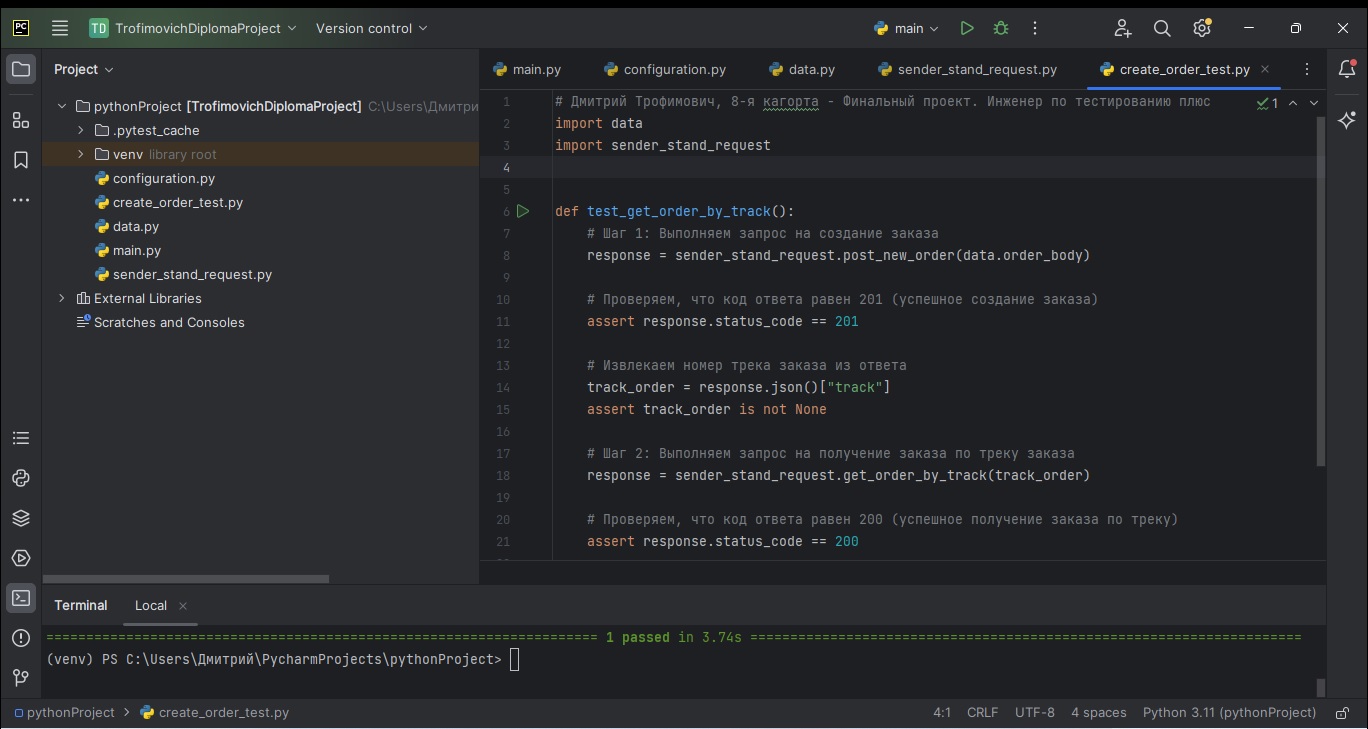 PC TD TrofimovichDiplomaProject Version control main
Project
main.py configuration.py data.py sender_stand_request.py create_order_test.py
pythonProject [TrofimovichDiplomaProject] C:\Users\Дмитри
.pytest_cache
venv library root
configuration.py
create_order_test.py
data.py
main.py
sender_stand_request.py
External Libraries
Scratches and Consoles
1 # Дмитрий Трофимович, 8-я кагорта - Финальный проект. Инженер по тестированию плюс 1
2 import data
3 import sender_stand_request
4
5
6 def test_get_order_by_track():
7 # Шаг 1: Выполняем запрос на создание заказа
8 response = sender_stand_request.post_new_order(data.order_body)
9
10 # Проверяем, что код ответа равен 201 (успешное создание заказа)
11 assert response.status_code == 201
12
13 # Извлекаем номер трека заказа из ответа
14 track_order = response.json()["track"]
15 assert track_order is not None
16
17 # Шаг 2: Выполняем запрос на получение заказа по треку заказа
18 response = sender_stand_request.get_order_by_track(track_order)
19
20 # Проверяем, что код ответа равен 200 (успешное получение заказа по треку)
21 assert response.status_code == 200
Terminal Local
===================================================================== 1 passed in 3.74s =====================================================================
(venv) PS C:\Users\Дмитрий\PycharmProjects\pythonProject>
pythonProject > create_order_test.py 4:1 CRLF UTF-8 4 spaces Python 3.11 (pythonProject)